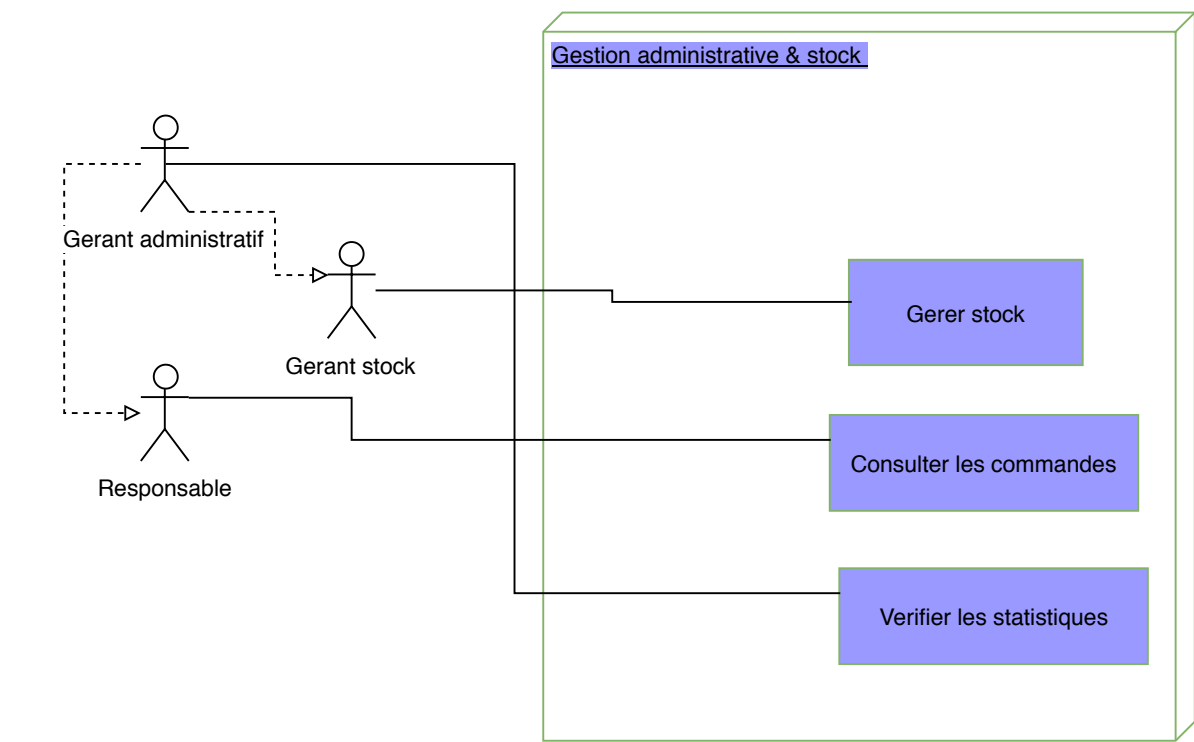 Gestion administrative & stock
Gerant administratif
Gerant stock
Gerer stock
Responsable
Consulter les commandes
Verifier les statistiques